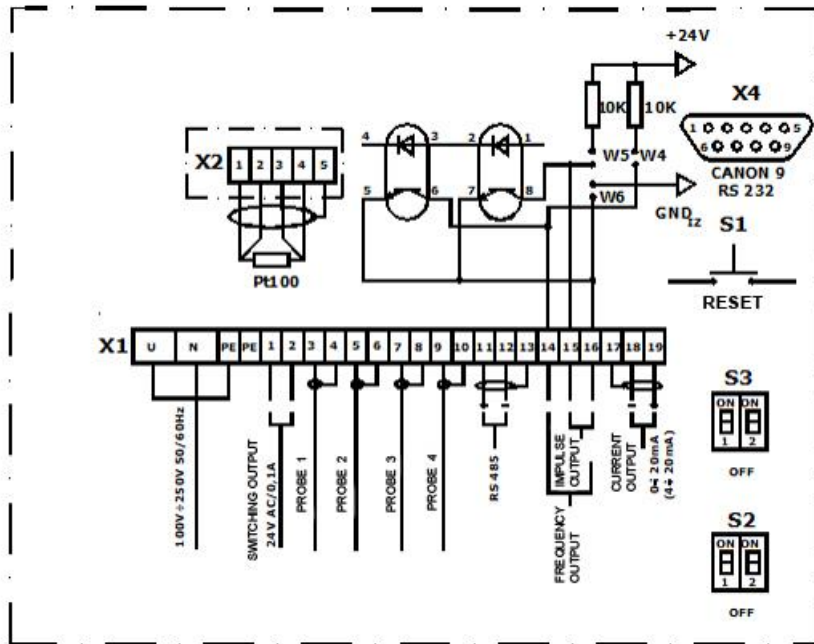 +24V
10K 10K
X4
1 5
6 9
CANON 9
RS 232
4 3 2 1
W5 W4
5 6 7 8
W6
GND IZ
X2
1 2 3 4 5
Pt100
S1
RESET
X1
U N PE PE 1 2 3 4 5 6 7 8 9 10 11 12 13 14 15 16 17 18 19
100V÷250V 50/60Hz
SWITCHING OUTPUT
24V AC/0,1A
PROBE 1
PROBE 2
PROBE 3
PROBE 4
RS 485
FREQUENCY
OUTPUT
IMPULSE
OUTPUT
CURRENT
OUTPUT
0÷20mA
(4÷20mA)
S3
ON ON
1 2
OFF
S2
ON ON
1 2
OFF